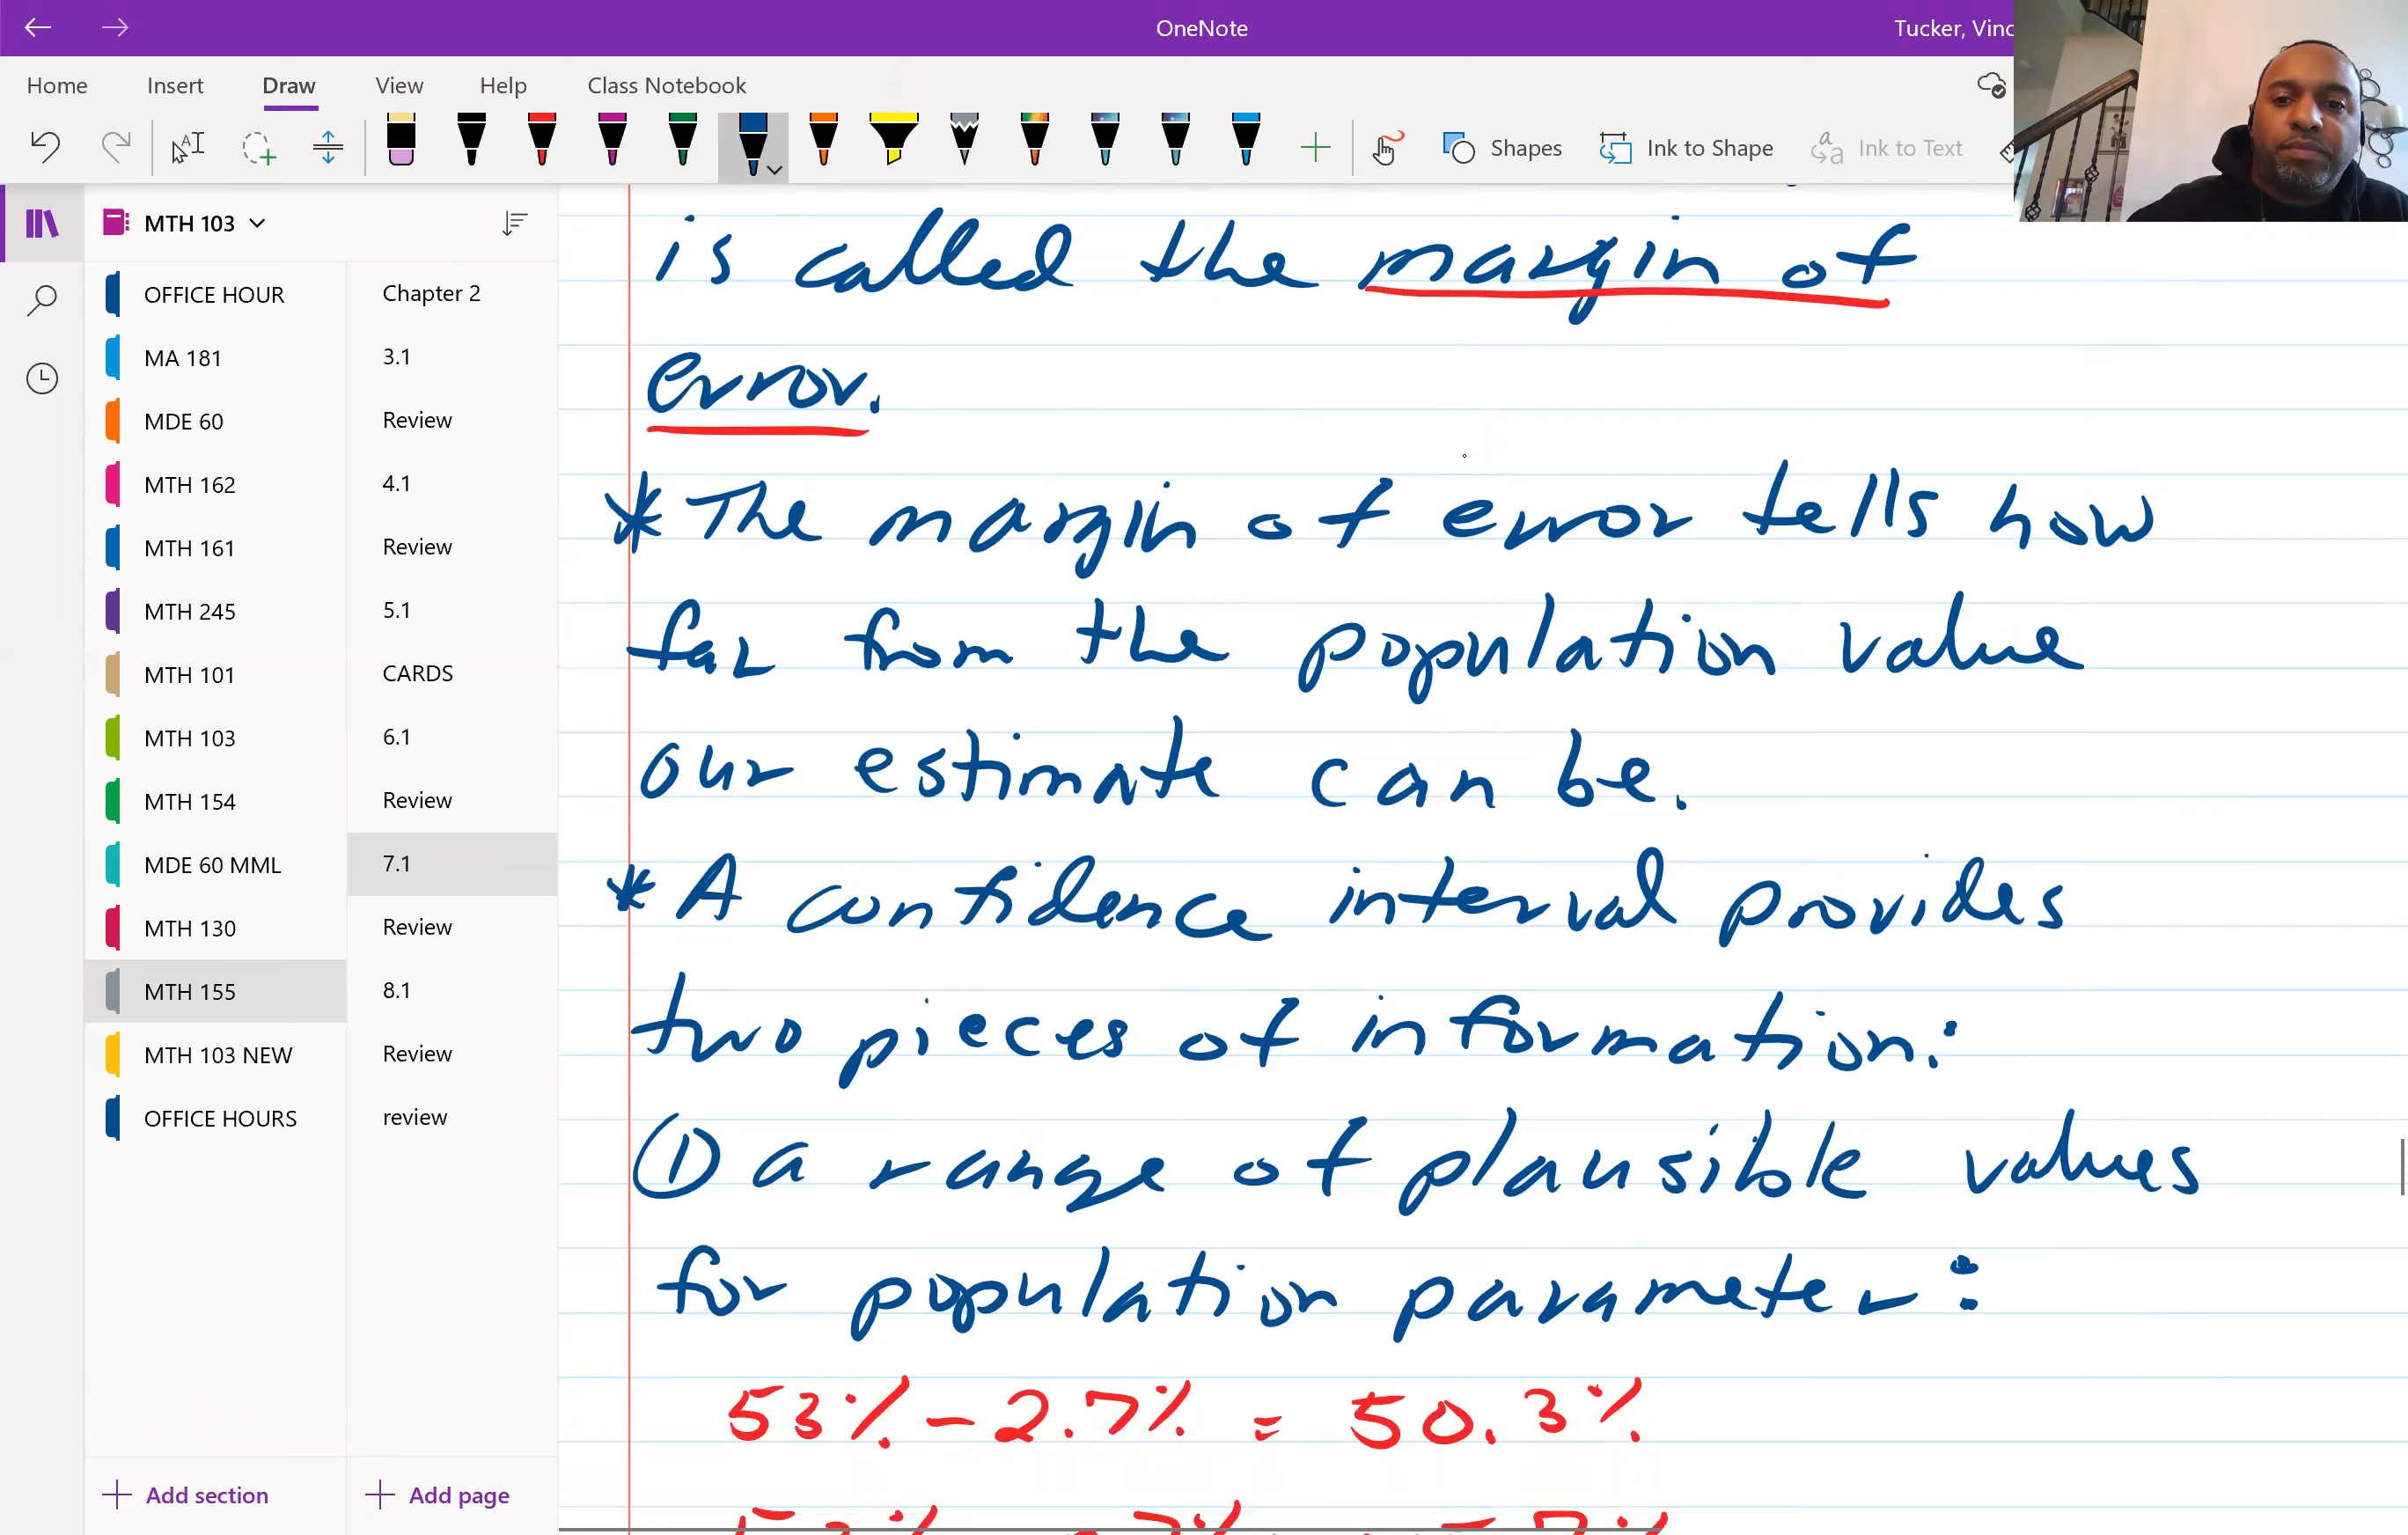 OneNote
Tucker, Vinc
Home Insert Draw View Help Class Notebook
Shapes Ink to Shape Ink to Text
MTH 103
OFFICE HOUR
MA 181
MDE 60
MTH 162
MTH 161
MTH 245
MTH 101
MTH 103
MTH 154
MDE 60 MML
MTH 130
MTH 155
MTH 103 NEW
OFFICE HOURS
Add section
Chapter 2
3.1
Review
4.1
Review
5.1
CARDS
6.1
Review
7.1
Review
8.1
Review
review
Add page
is called the margin of
error.
* The margin of error tells how
far from the population value
our estimate can be.
* A confidence interval provides
two pieces of information:
① a range of plausible values
for population parameter:
53% - 2.7% = 50.3%